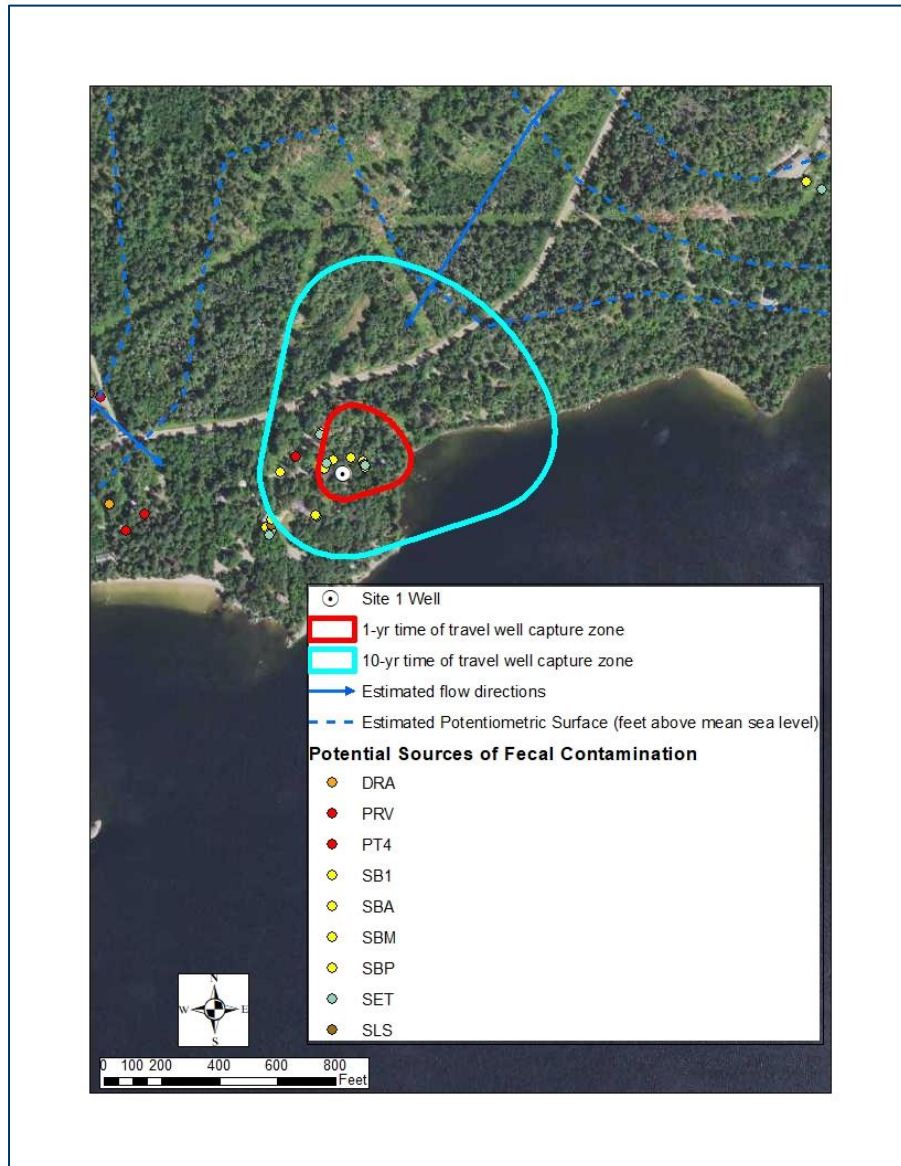 Site 1 Well
1-yr time of travel well capture zone
10-yr time of travel well capture zone
Estimated flow directions
Estimated Potentiometric Surface (feet above mean sea level)
Potential Sources of Fecal Contamination
DRA
PRV
PT4
SB1
SBA
SBM
SBP
SET
SLS
N
W E
S
0 100 200 400 600 800
Feet